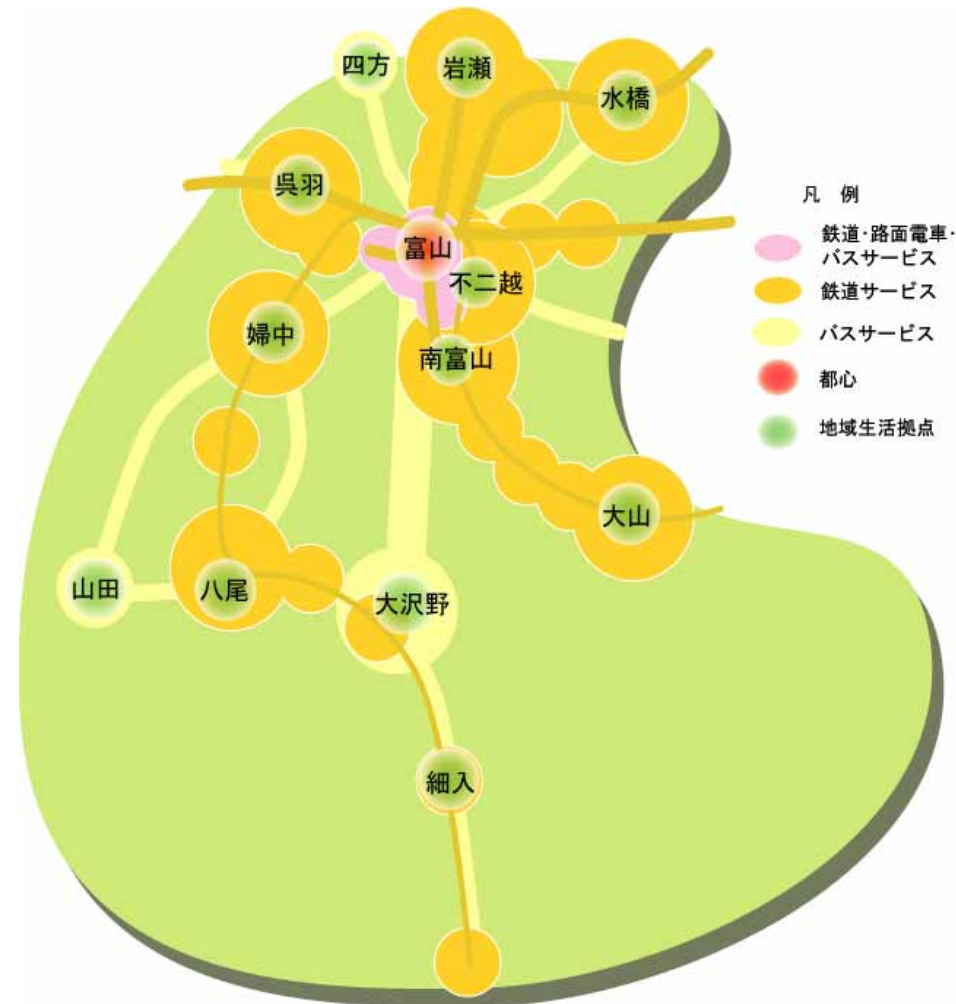 四方
岩瀬
水橋
呉羽
富山
不二越
婦中
南富山
大山
山田
八尾
大沢野
細入
凡 例
鉄道･路面電車･
バスサービス
鉄道サービス
バスサービス
都心
地域生活拠点